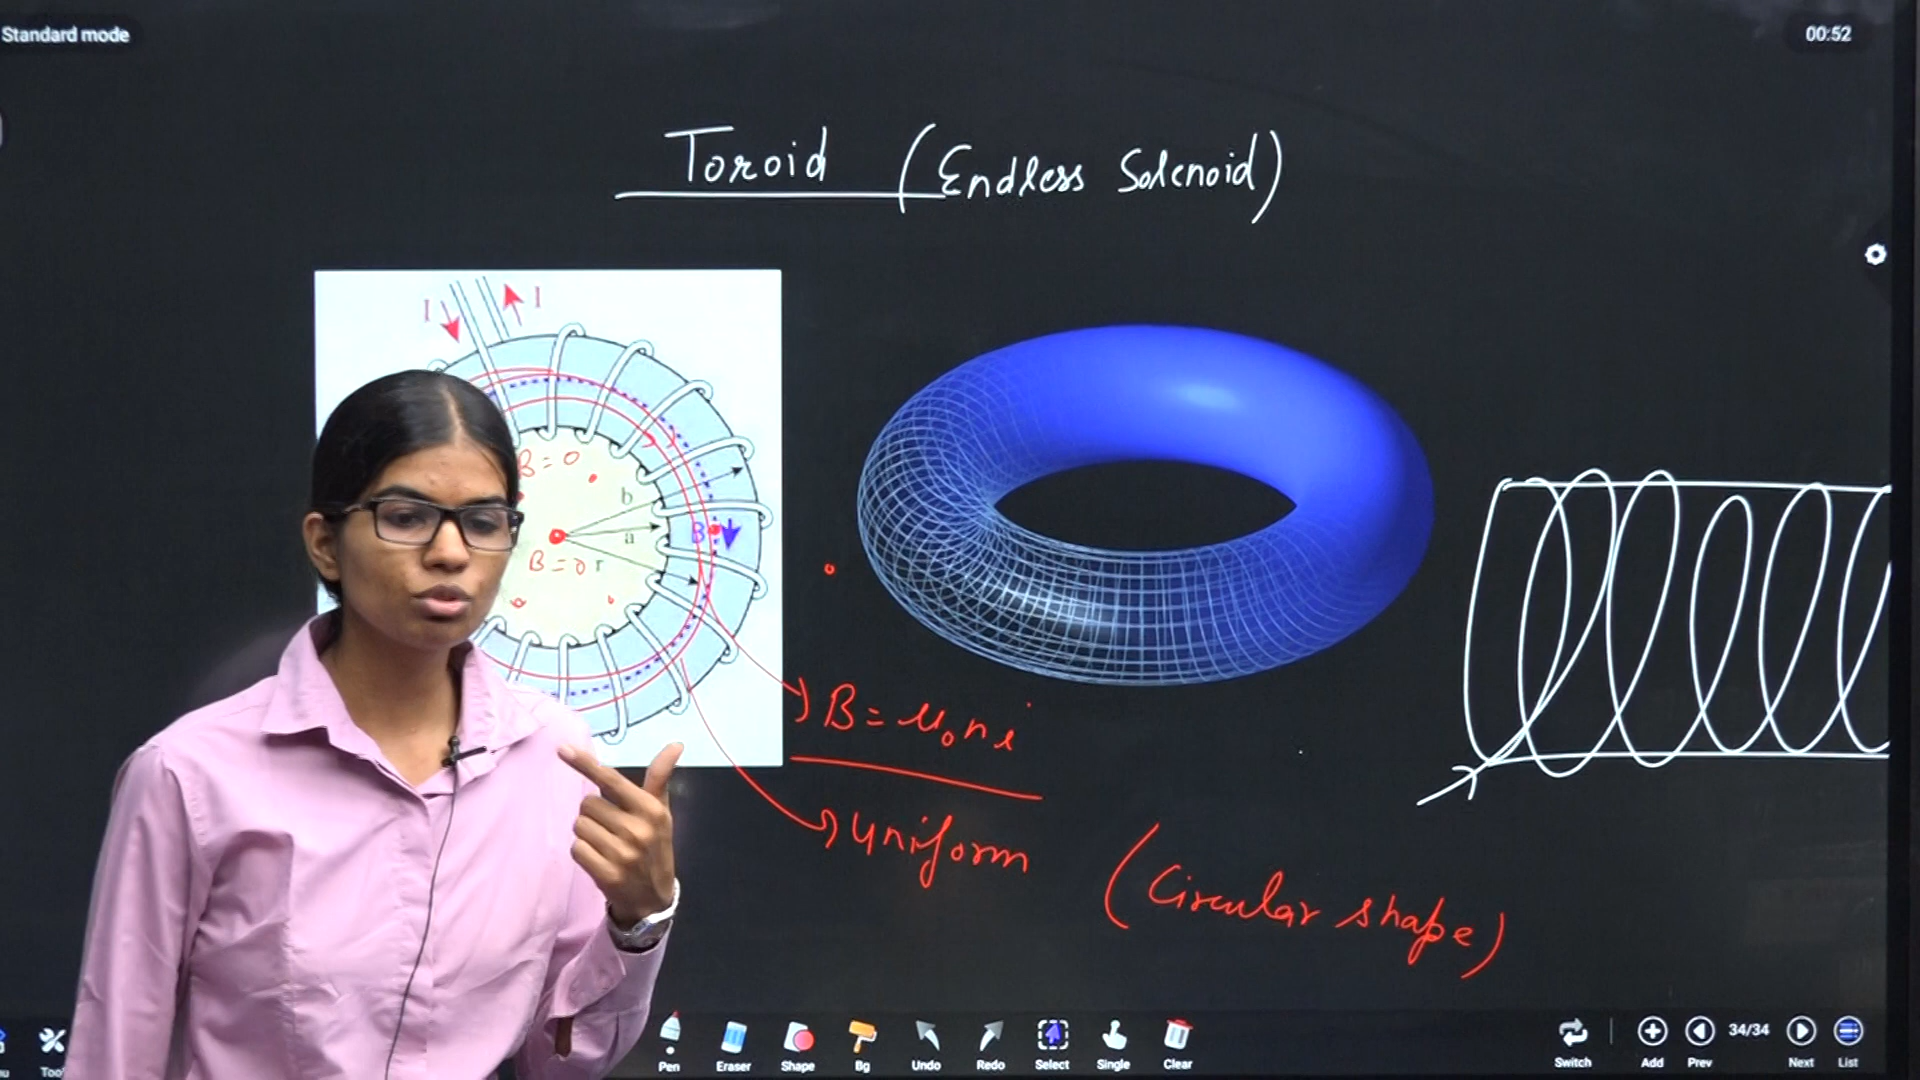 Standard mode
00:52
Toroid (Endless Solenoid)
I I
B=0
b
a
B
B=0 r
B = μ₀ n i
uniform (Circular shape)
Pen Eraser Shape Bg Undo Redo Select Single Clear Switch Add Prev 34/34 Next List